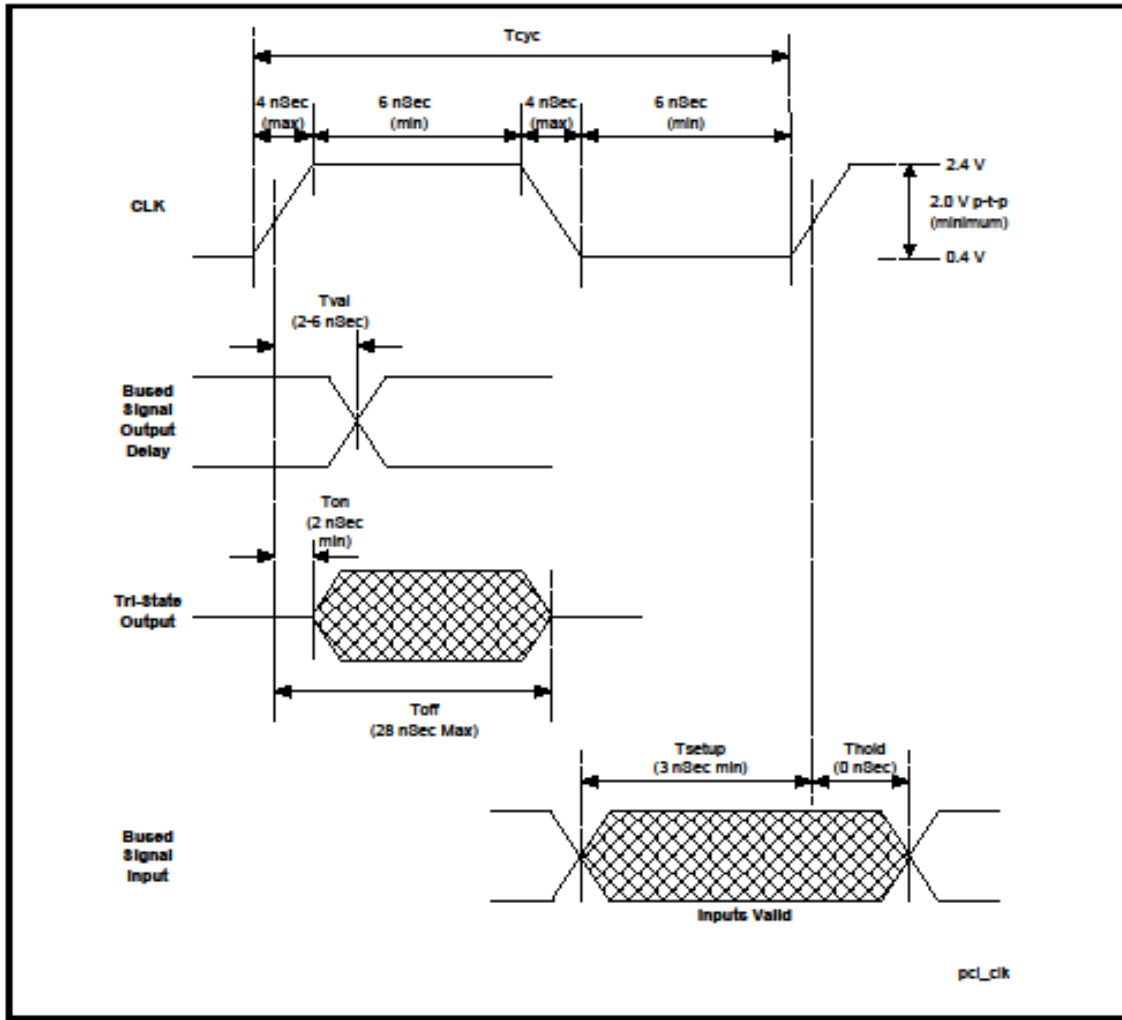 Tcyc
4 nSec
(max)
6 nSec
(min)
4 nSec
(max)
6 nSec
(min)
CLK
2.4 V
2.0 V p-t-p
(minimum)
0.4 V
Tval
(2-6 nSec)
Bused
Signal
Output
Delay
Ton
(2 nSec
min)
Tri-State
Output
Toff
(28 nSec Max)
Tsetup
(3 nSec min)
Thold
(0 nSec)
Bused
Signal
Input
Inputs Valid
pci_clk